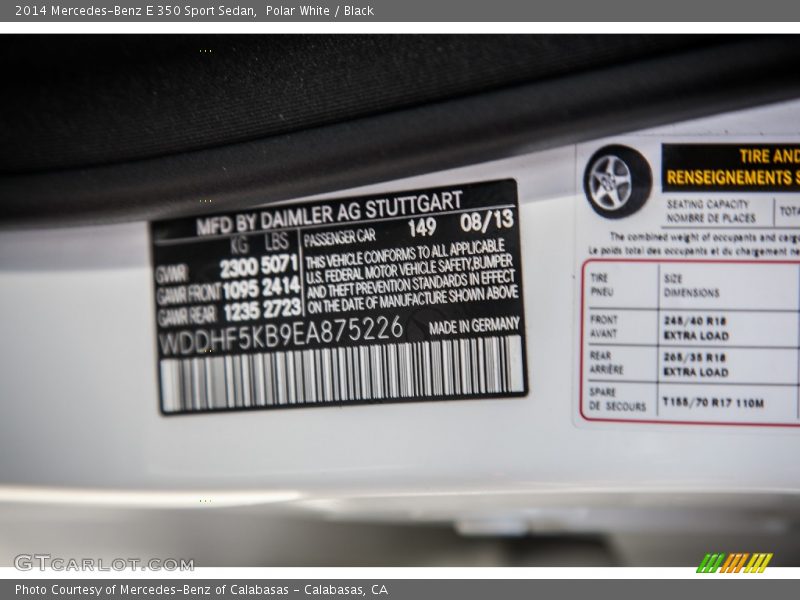 2014 Mercedes-Benz E 350 Sport Sedan,  Polar White / Black
MFD BY DAIMLER AG STUTTGART
KG LBS PASSENGER CAR 149 08/13
GVWR 2300 5071
GAWR FRONT 1095 2414
GAWR REAR 1235 2723
THIS VEHICLE CONFORMS TO ALL APPLICABLE
U.S. FEDERAL MOTOR VEHICLE SAFETY, BUMPER
AND THEFT PREVENTION STANDARDS IN EFFECT
ON THE DATE OF MANUFACTURE SHOWN ABOVE
WDDHF5KB9EA875226 MADE IN GERMANY
TIRE AND
RENSEIGNEMENTS S
SEATING CAPACITY
NOMBRE DE PLACES
TOTA
The combined weight of occupants and cargo
Le poids total des occupants et du chargement ne
TIRE SIZE
PNEU DIMENSIONS
FRONT 245/40 R18
AVANT EXTRA LOAD
REAR 265/35 R18
ARRIÈRE EXTRA LOAD
SPARE
DE SECOURS T155/70 R17 110M
GTCARLOT.COM
Photo Courtesy of Mercedes-Benz of Calabasas - Calabasas, CA